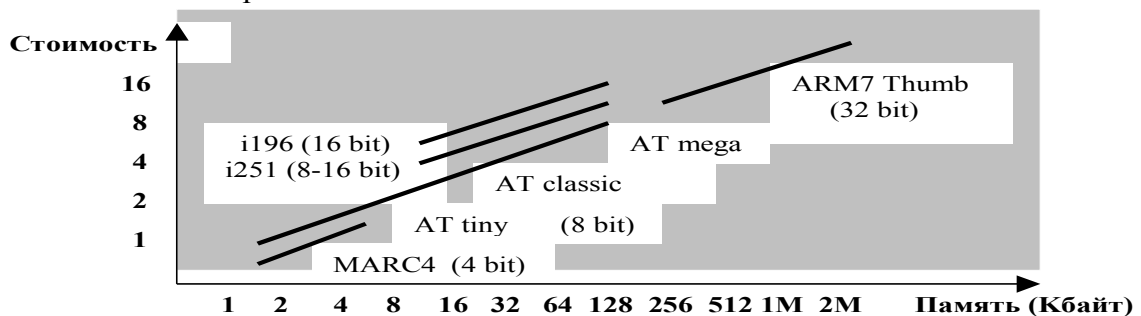 Стоимость
16
8
4
2
1
ARM7 Thumb
(32 bit)
i196 (16 bit)
i251 (8-16 bit)
AT mega
AT classic
AT tiny (8 bit)
MARC4 (4 bit)
1 2 4 8 16 32 64 128 256 512 1M 2M Память (Кбайт)